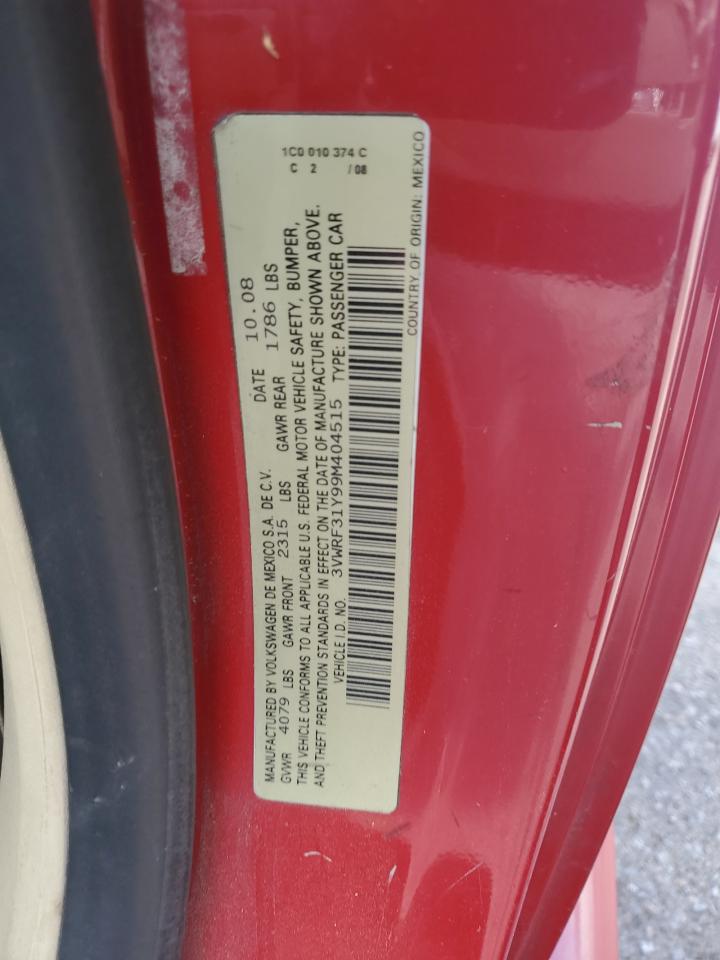 1C0 010 374 C
C 2 /08
MANUFACTURED BY VOLKSWAGEN DE MEXICO S.A. DE C.V. DATE 10.08
GVWR 4079 LBS GAWR FRONT 2315 LBS GAWR REAR 1786 LBS
THIS VEHICLE CONFORMS TO ALL APPLICABLE U.S. FEDERAL MOTOR VEHICLE SAFETY, BUMPER,
AND THEFT PREVENTION STANDARDS IN EFFECT ON THE DATE OF MANUFACTURE SHOWN ABOVE.
VEHICLE I.D. NO. 3VWRF31Y99M404515 TYPE: PASSENGER CAR
COUNTRY OF ORIGIN: MEXICO